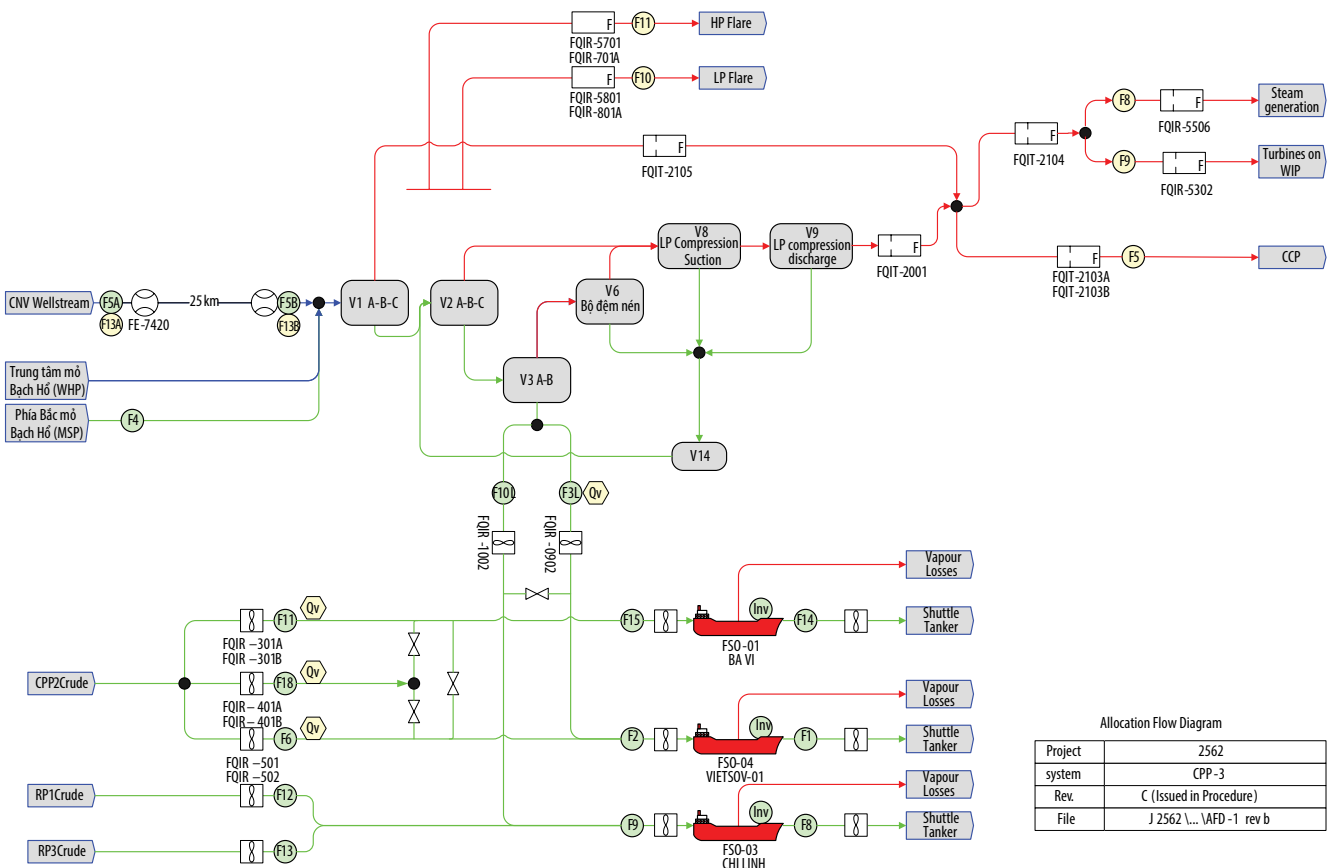 F
F11
HP Flare
FQIR-5701
FQIR-701A
F
F10
LP Flare
FQIR-5801
FQIR-801A
F8
F
Steam
generation
FQIR-5506
F
FQIT-2104
F
FQIT-2105
F9
F
Turbines on
WIP
FQIR-5302
V8
LP Compression
Suction
V9
LP compression
discharge
F
FQIT-2001
F
F5
CCP
FQIT-2103A
FQIT-2103B
CNV Wellstream
F5A
F13A
FE-7420
25 km
F5B
F13B
V1 A-B-C
V2 A-B-C
V6
Bộ đệm nén
Trung tâm mỏ
Bạch Hổ (WHP)
V3 A-B
Phía Bắc mỏ
Bạch Hổ (MSP)
F4
V14
F10L
F3L
Qv
FQIR -1002
FQIR -0902
Vapour
Losses
Qv
F11
FQIR –301A
FQIR –301B
F15
Inv
F14
Shuttle
Tanker
FSO-01
BA VI
CPP2Crude
F18
Qv
FQIR–401A
FQIR–401B
Vapour
Losses
F6
Qv
FQIR –501
FQIR –502
F2
Inv
F1
Shuttle
Tanker
FSO-04
VIETSOV-01
Vapour
Losses
RP1Crude
F12
F9
Inv
F8
Shuttle
Tanker
FSO-03
CHI LINH
RP3Crude
F13
Allocation Flow Diagram
Project 2562
system CPP-3
Rev. C (Issued in Procedure)
File J 2562 \... \AFD-1 rev b